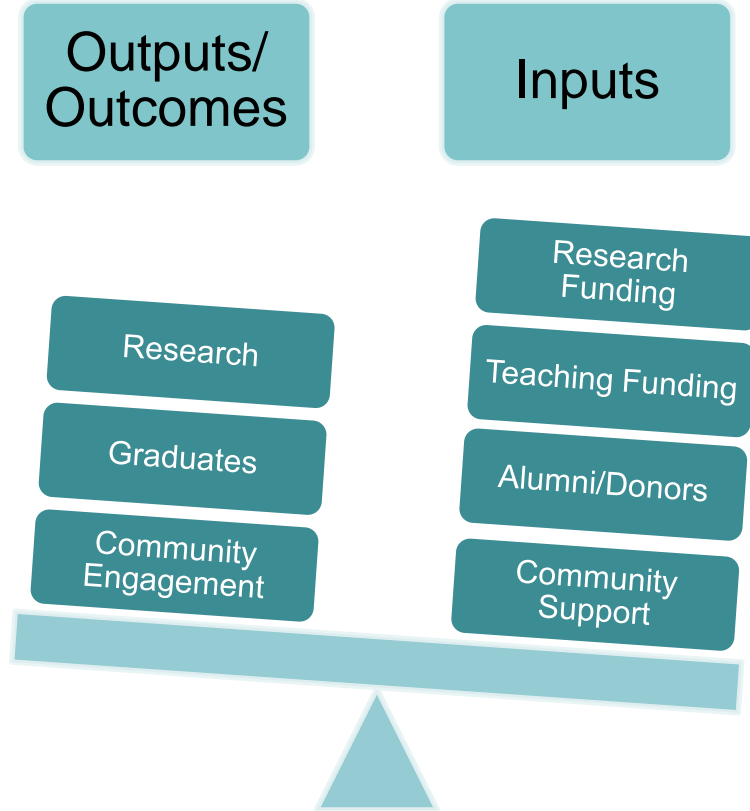 Outputs/
Outcomes
Inputs
Research
Graduates
Community
Engagement
Research
Funding
Teaching Funding
Alumni/Donors
Community
Support